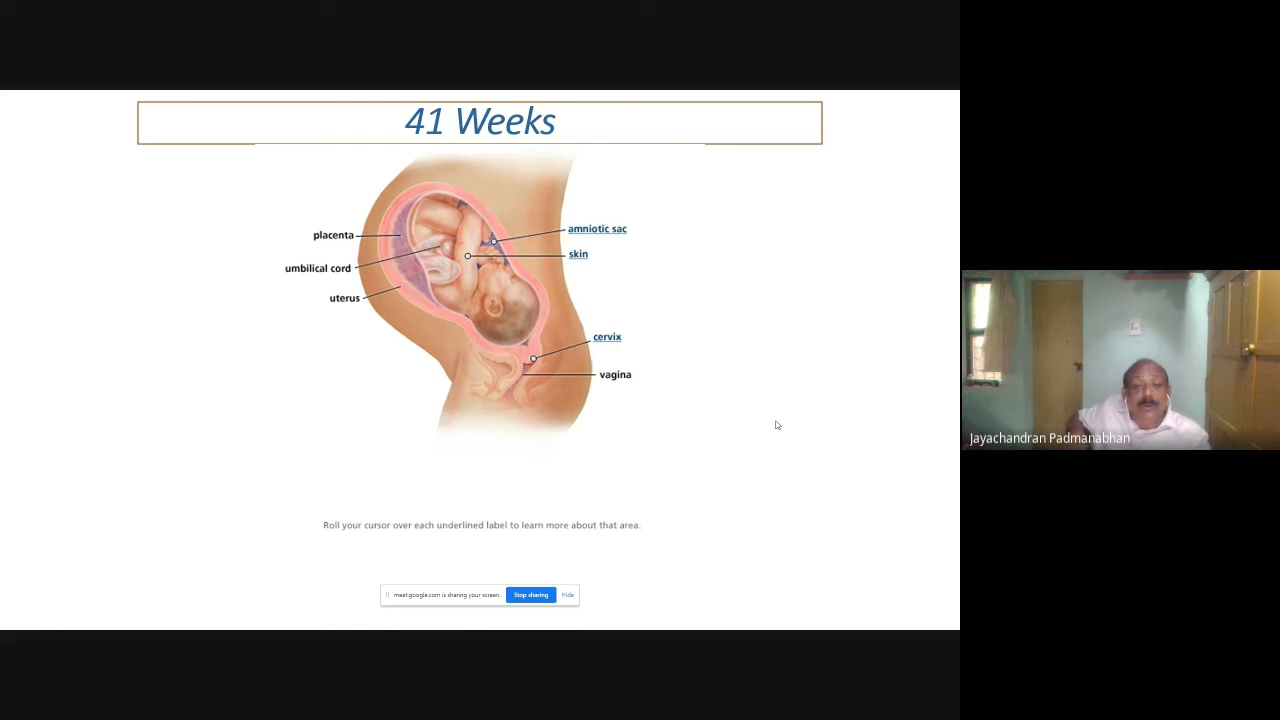 41 Weeks
placenta
umbilical cord
uterus
amniotic sac
skin
cervix
vagina
Roll your cursor over each underlined label to learn more about that area.
meet.google.com is sharing your screen. Stop sharing Hide
Jayachandran Padmanabhan